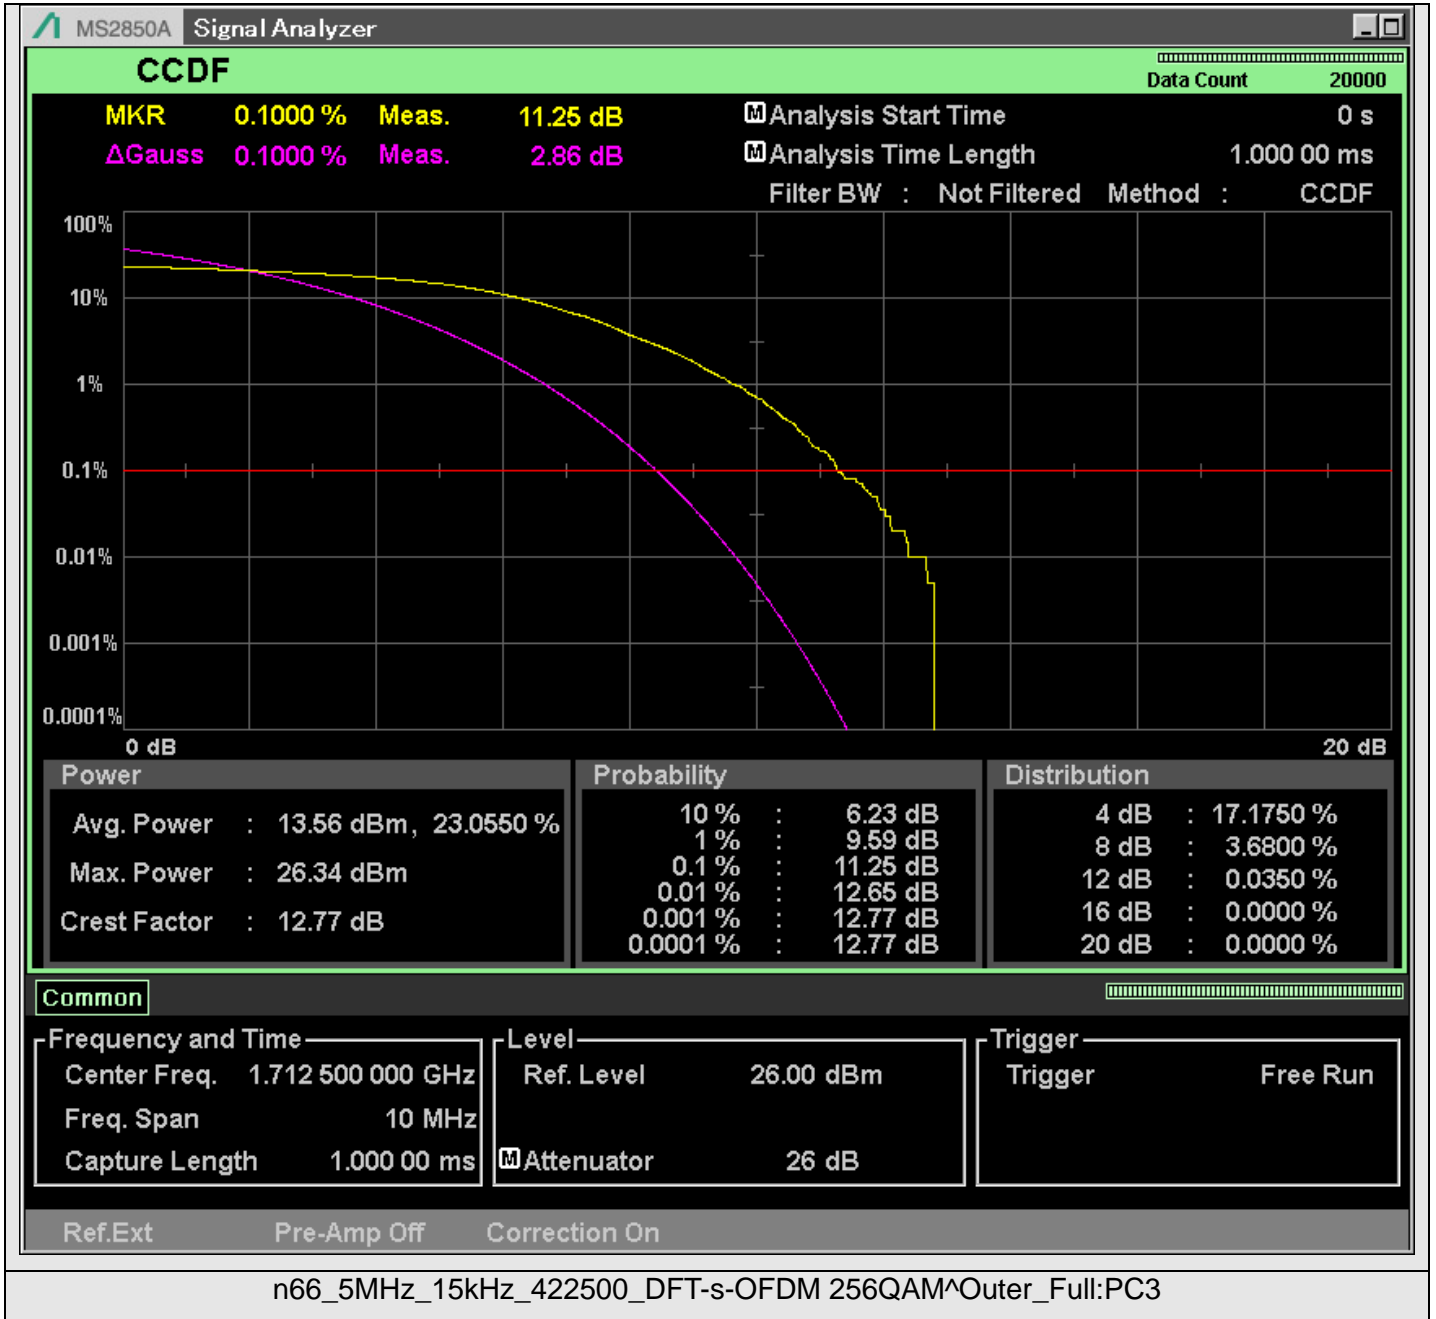 MS2850A Signal Analyzer
CCDF
Data Count 20000
MKR 0.1000 % Meas. 11.25 dB
ΔGauss 0.1000 % Meas. 2.86 dB
M Analysis Start Time 0 s
M Analysis Time Length 1.000 00 ms
Filter BW : Not Filtered Method : CCDF
100%
10%
1%
0.1%
0.01%
0.001%
0.0001%
0 dB 20 dB
Power
Avg. Power : 13.56 dBm, 23.0550 %
Max. Power : 26.34 dBm
Crest Factor : 12.77 dB
Probability
10 % : 6.23 dB
1 % : 9.59 dB
0.1 % : 11.25 dB
0.01 % : 12.65 dB
0.001 % : 12.77 dB
0.0001 % : 12.77 dB
Distribution
4 dB : 17.1750 %
8 dB : 3.6800 %
12 dB : 0.0350 %
16 dB : 0.0000 %
20 dB : 0.0000 %
Common
Frequency and Time
Center Freq. 1.712 500 000 GHz
Freq. Span 10 MHz
Capture Length 1.000 00 ms
Level
Ref. Level 26.00 dBm
M Attenuator 26 dB
Trigger
Trigger Free Run
Ref.Ext Pre-Amp Off Correction On
n66_5MHz_15kHz_422500_DFT-s-OFDM 256QAM^Outer_Full:PC3